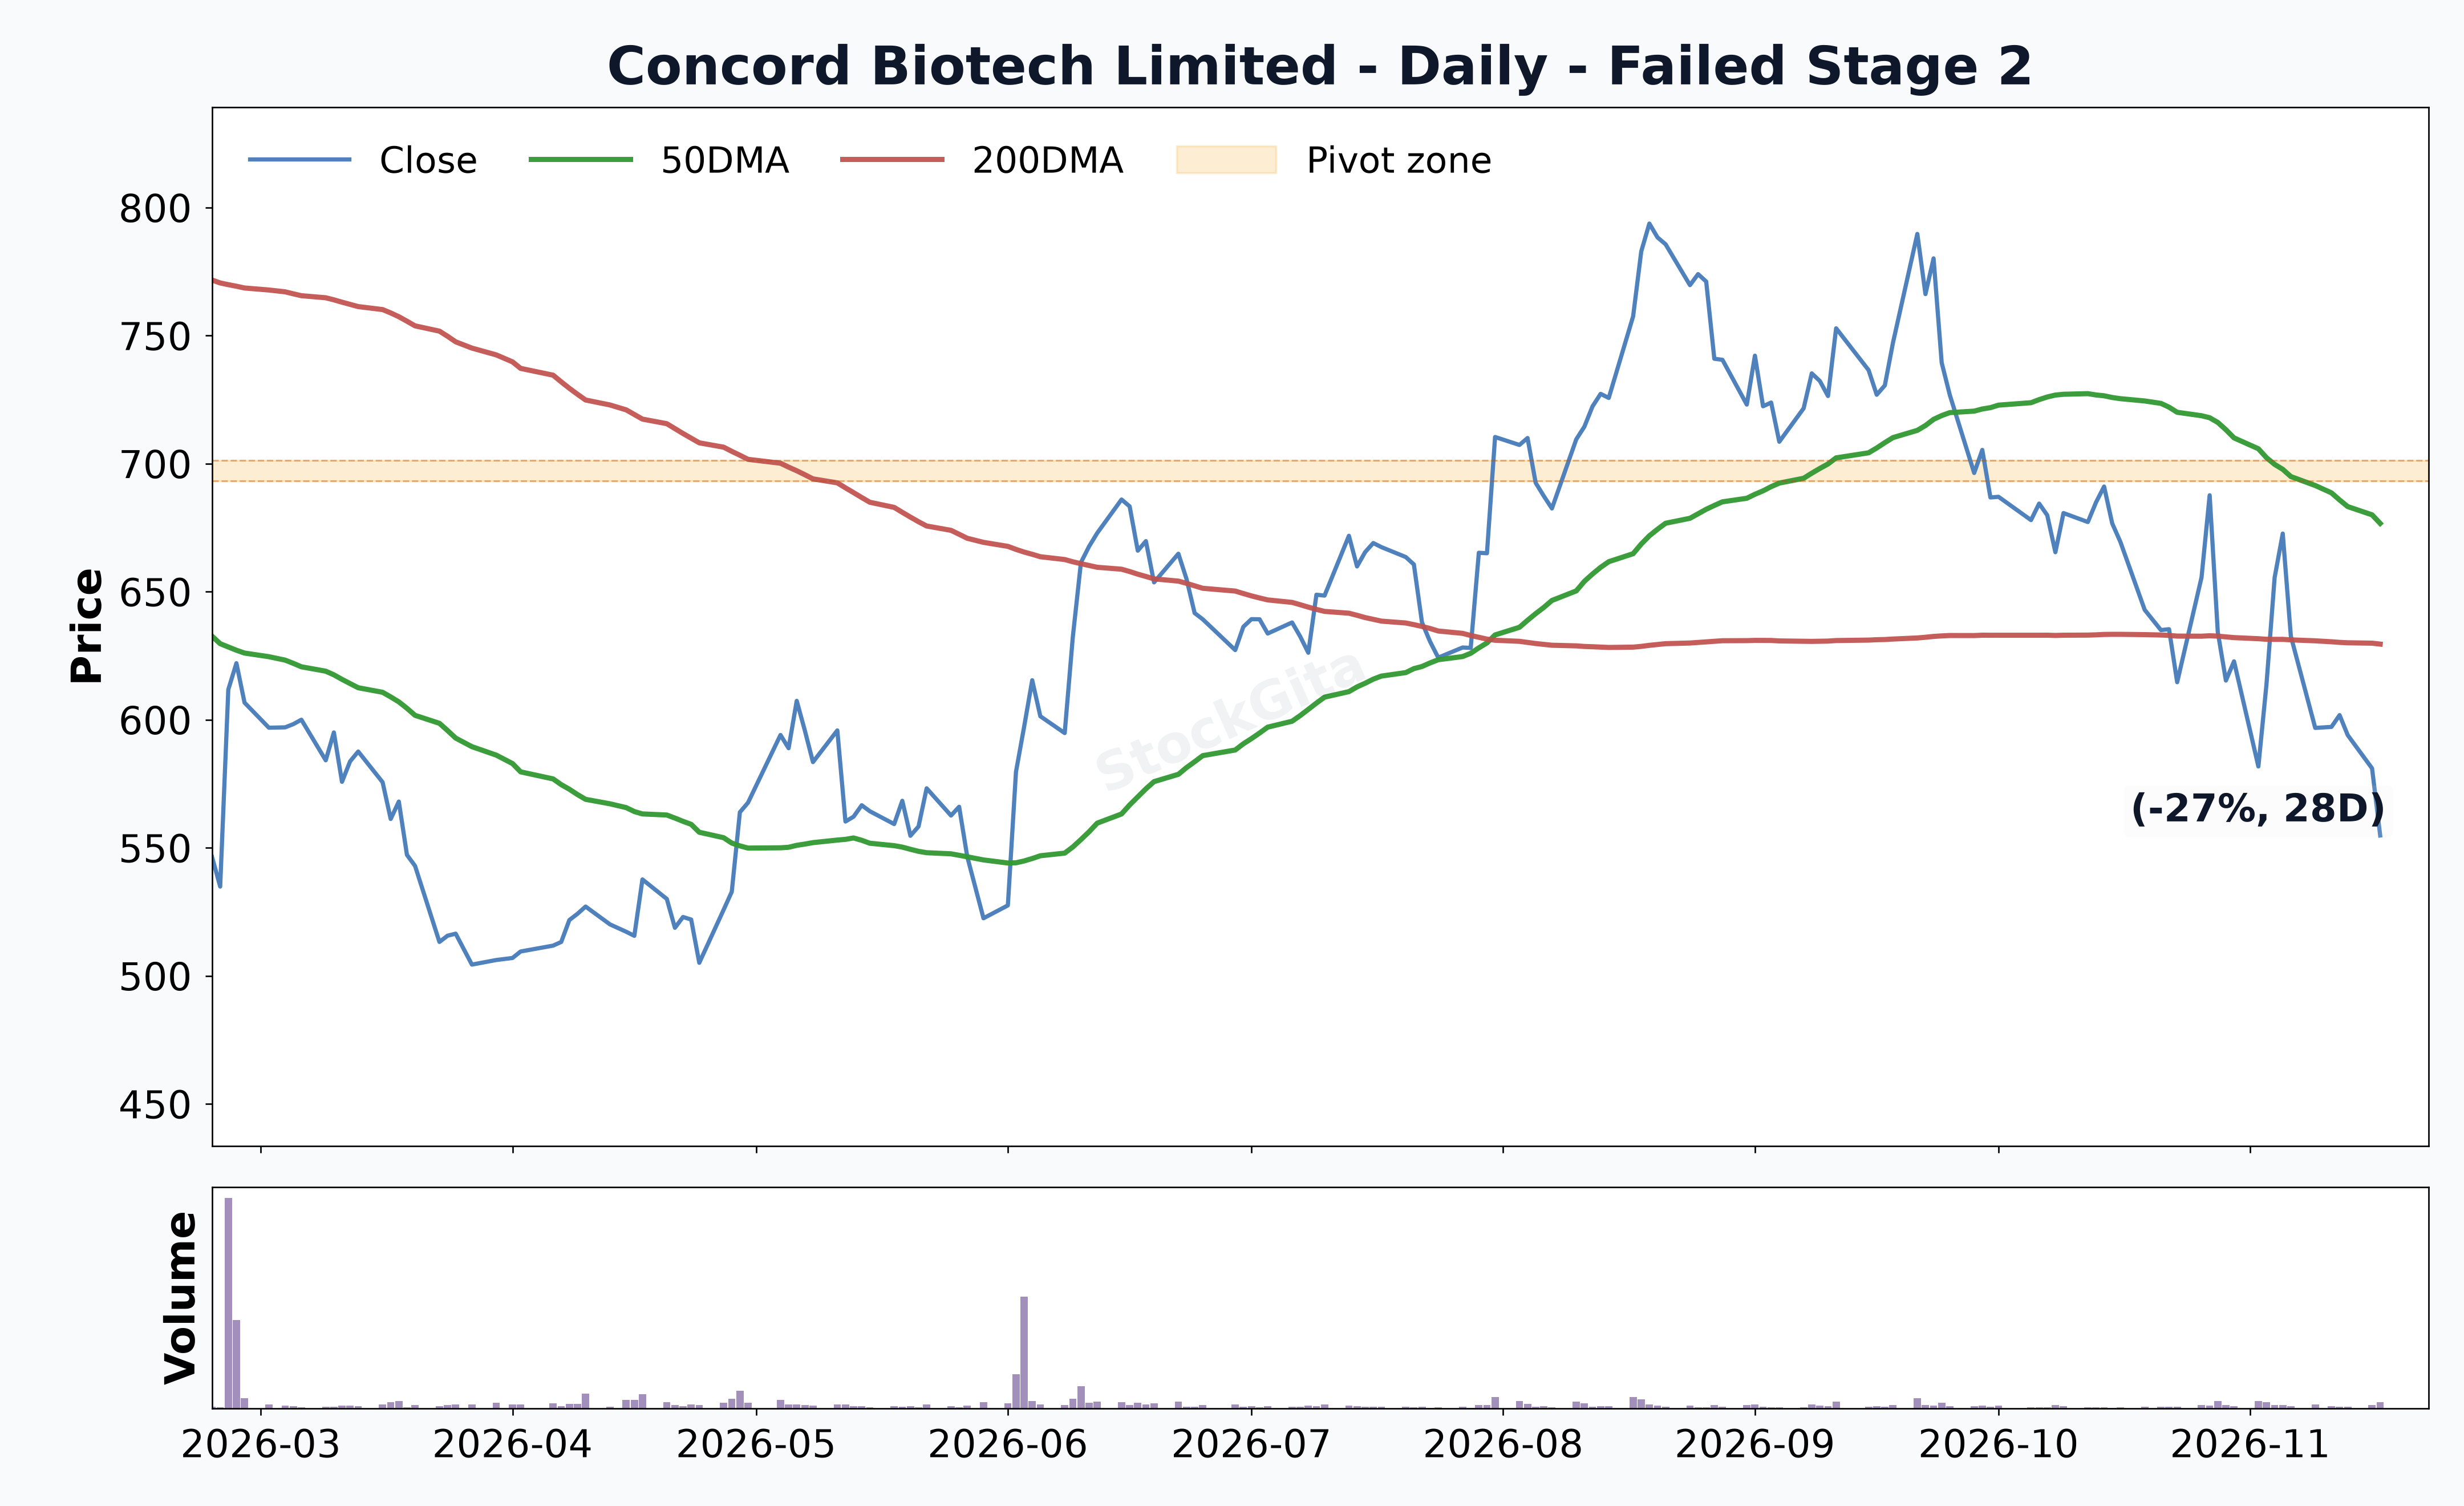 Concord Biotech Limited - Daily - Failed Stage 2
Close 50DMA 200DMA Pivot zone
800
750
700
650
600
550
500
450
Price
StockGita
(-27%, 28D)
Volume
2026-03 2026-04 2026-05 2026-06 2026-07 2026-08 2026-09 2026-10 2026-11